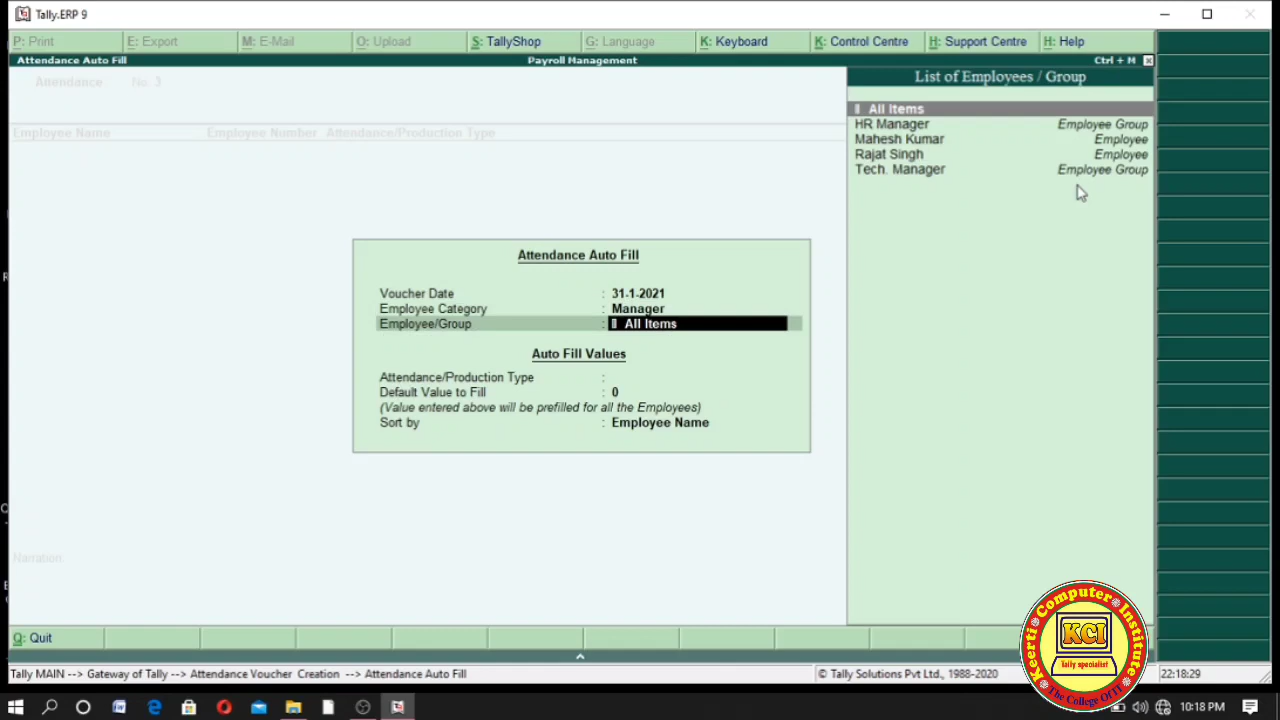 Tally.ERP 9
P: Print
E: Export
M: E-Mail
O: Upload
S: TallyShop
G: Language
K: Keyboard
K: Control Centre
H: Support Centre
H: Help
Attendance Auto Fill
Payroll Management
Ctrl + M
Attendance No. 3
Employee Name Employee Number Attendance/Production Type
List of Employees / Group
All Items
HR Manager Employee Group
Mahesh Kumar Employee
Rajat Singh Employee
Tech. Manager Employee Group
Attendance Auto Fill
Voucher Date : 31-1-2021
Employee Category : Manager
Employee/Group : All Items
Auto Fill Values
Attendance/Production Type :
Default Value to Fill : 0
(Value entered above will be prefilled for all the Employees)
Sort by : Employee Name
Narration
Q: Quit
Keerti Computer Institute
KCI
Tally specialist
The College Of IT
Tally MAIN --> Gateway of Tally --> Attendance Voucher Creation --> Attendance Auto Fill
© Tally Solutions Pvt Ltd., 1988-2020
22:18:29
10:18 PM